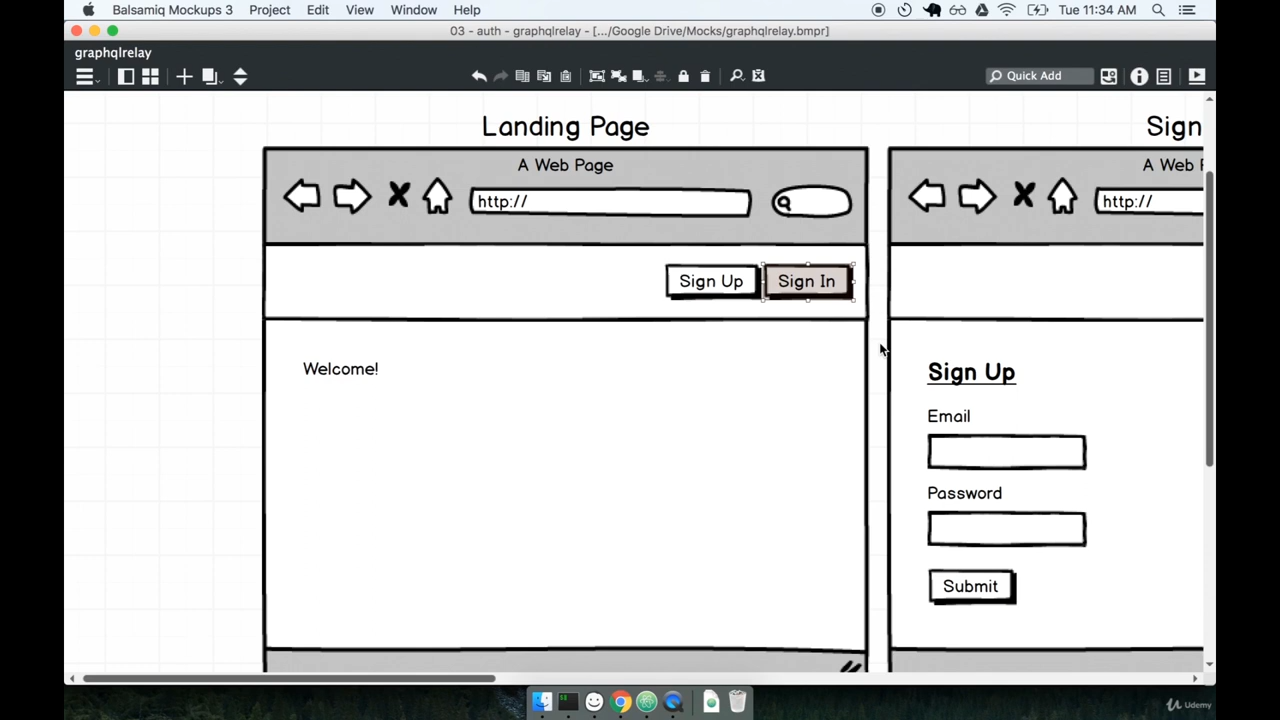 Balsamiq Mockups 3 Project Edit View Window Help Tue 11:34 AM
03 - auth - graphqlrelay - [.../Google Drive/Mocks/graphqlrelay.bmpr]
graphqlrelay
Quick Add
Landing Page
Sign
A Web Page
A Web P
http://
http://
Sign Up
Sign In
Welcome!
Sign Up
Email
Password
Submit
Udemy